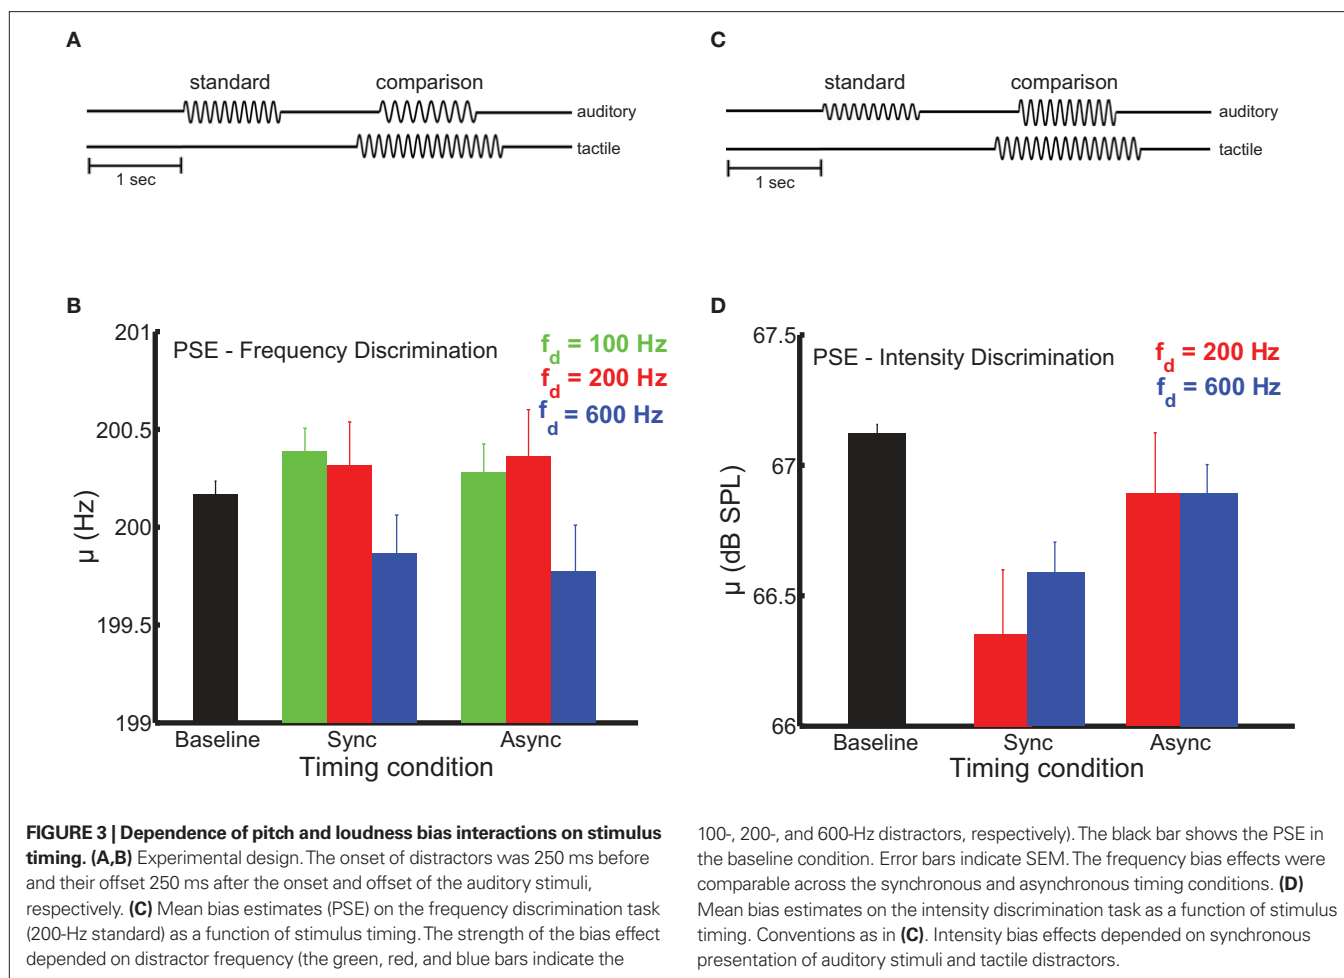 A
standard comparison
auditory
tactile
1 sec
C
standard comparison
auditory
tactile
1 sec
B
PSE - Frequency Discrimination
f_d = 100 Hz
f_d = 200 Hz
f_d = 600 Hz
201
200.5
200
199.5
199
μ (Hz)
Baseline Sync Async
Timing condition
D
PSE - Intensity Discrimination
f_d = 200 Hz
f_d = 600 Hz
67.5
67
66.5
66
μ (dB SPL)
Baseline Sync Async
Timing condition
FIGURE 3 | Dependence of pitch and loudness bias interactions on stimulus
timing. (A,B) Experimental design. The onset of distractors was 250 ms before
and their offset 250 ms after the onset and offset of the auditory stimuli,
respectively. (C) Mean bias estimates (PSE) on the frequency discrimination task
(200-Hz standard) as a function of stimulus timing. The strength of the bias effect
depended on distractor frequency (the green, red, and blue bars indicate the
100-, 200-, and 600-Hz distractors, respectively). The black bar shows the PSE in
the baseline condition. Error bars indicate SEM. The frequency bias effects were
comparable across the synchronous and asynchronous timing conditions. (D)
Mean bias estimates on the intensity discrimination task as a function of stimulus
timing. Conventions as in (C). Intensity bias effects depended on synchronous
presentation of auditory stimuli and tactile distractors.